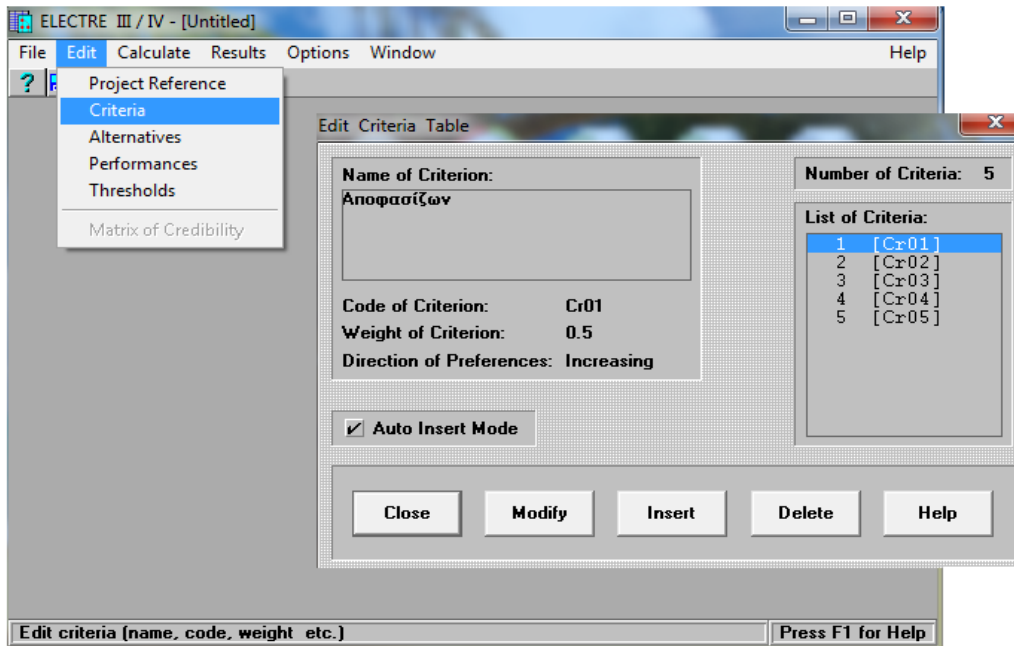 ELECTRE III / IV - [Untitled]
File Edit Calculate Results Options Window Help
?
Project Reference
Criteria
Alternatives
Performances
Thresholds
Matrix of Credibility
Edit Criteria Table
Name of Criterion:
Αποφασίζων
Code of Criterion: Cr01
Weight of Criterion: 0.5
Direction of Preferences: Increasing
Auto Insert Mode
Number of Criteria: 5
List of Criteria:
1 [Cr01]
2 [Cr02]
3 [Cr03]
4 [Cr04]
5 [Cr05]
Close Modify Insert Delete Help
Edit criteria (name, code, weight etc.) Press F1 for Help